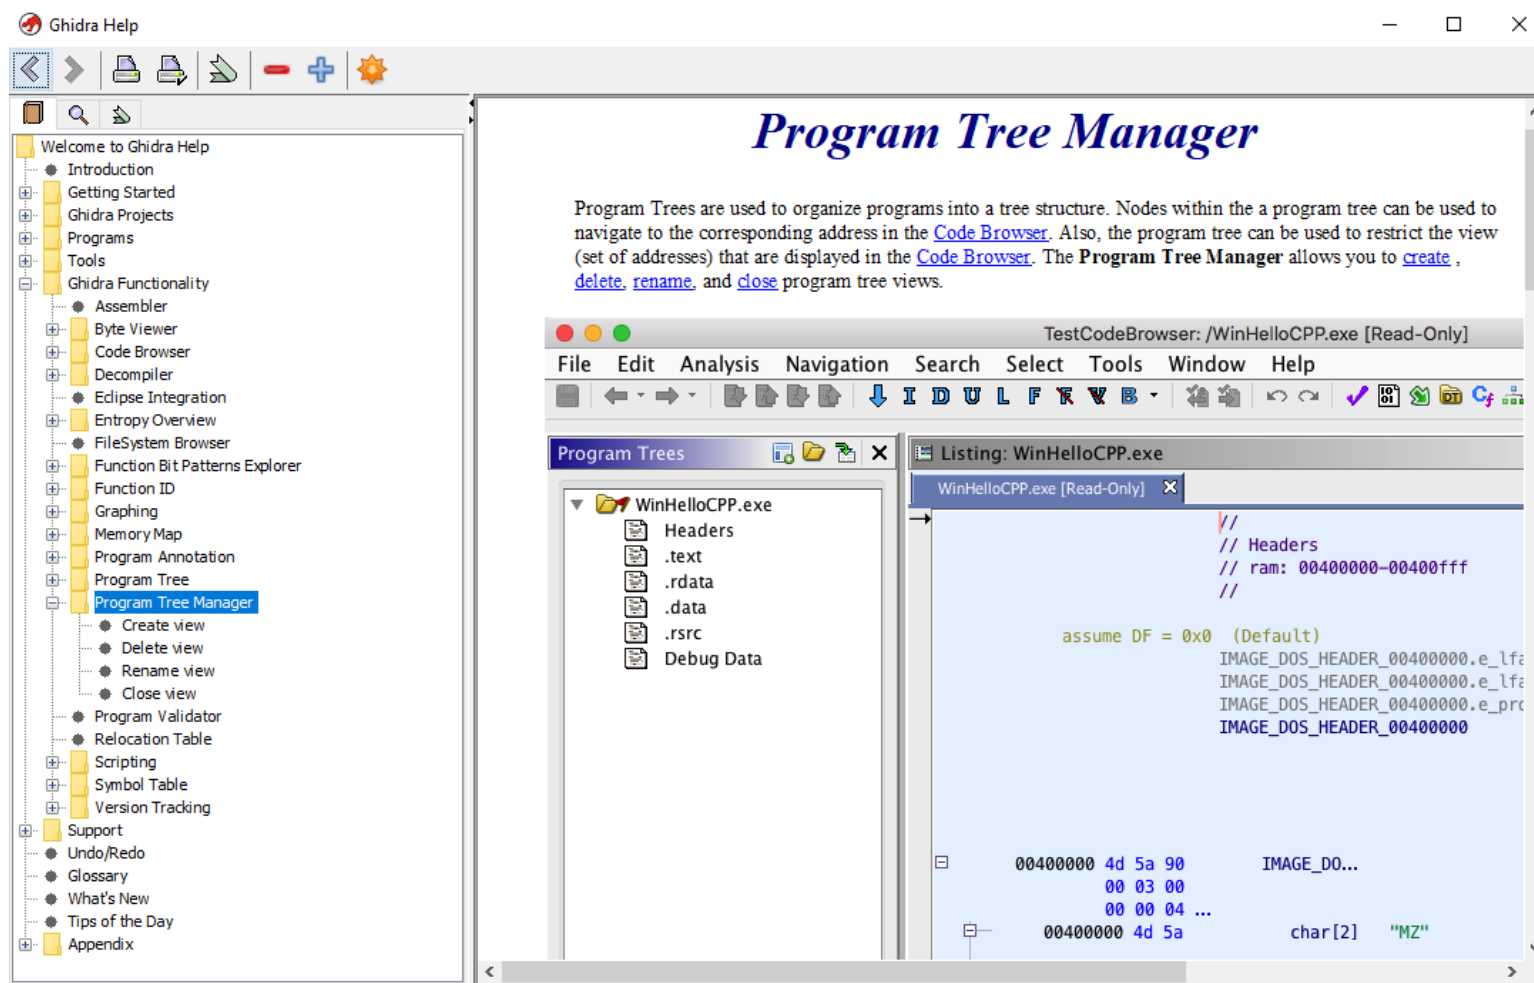 Ghidra Help
Welcome to Ghidra Help
Introduction
Getting Started
Ghidra Projects
Programs
Tools
Ghidra Functionality
Assembler
Byte Viewer
Code Browser
Decompiler
Eclipse Integration
Entropy Overview
FileSystem Browser
Function Bit Patterns Explorer
Function ID
Graphing
Memory Map
Program Annotation
Program Tree
Program Tree Manager
Create view
Delete view
Rename view
Close view
Program Validator
Relocation Table
Scripting
Symbol Table
Version Tracking
Support
Undo/Redo
Glossary
What's New
Tips of the Day
Appendix
Program Tree Manager
Program Trees are used to organize programs into a tree structure. Nodes within the a program tree can be used to
navigate to the corresponding address in the Code Browser. Also, the program tree can be used to restrict the view
(set of addresses) that are displayed in the Code Browser. The Program Tree Manager allows you to create ,
delete, rename, and close program tree views.
TestCodeBrowser: /WinHelloCPP.exe [Read-Only]
File Edit Analysis Navigation Search Select Tools Window Help
I D U L F F V B
Program Trees
WinHelloCPP.exe
Headers
.text
.rdata
.data
.rsrc
Debug Data
Listing: WinHelloCPP.exe
WinHelloCPP.exe [Read-Only]
//
// Headers
// ram: 00400000-00400fff
//
assume DF = 0x0 (Default)
IMAGE_DOS_HEADER_00400000.e_lfa
IMAGE_DOS_HEADER_00400000.e_lfa
IMAGE_DOS_HEADER_00400000.e_pro
IMAGE_DOS_HEADER_00400000
00400000 4d 5a 90 IMAGE_DO...
00 03 00
00 00 04 ...
00400000 4d 5a char[2] "MZ"